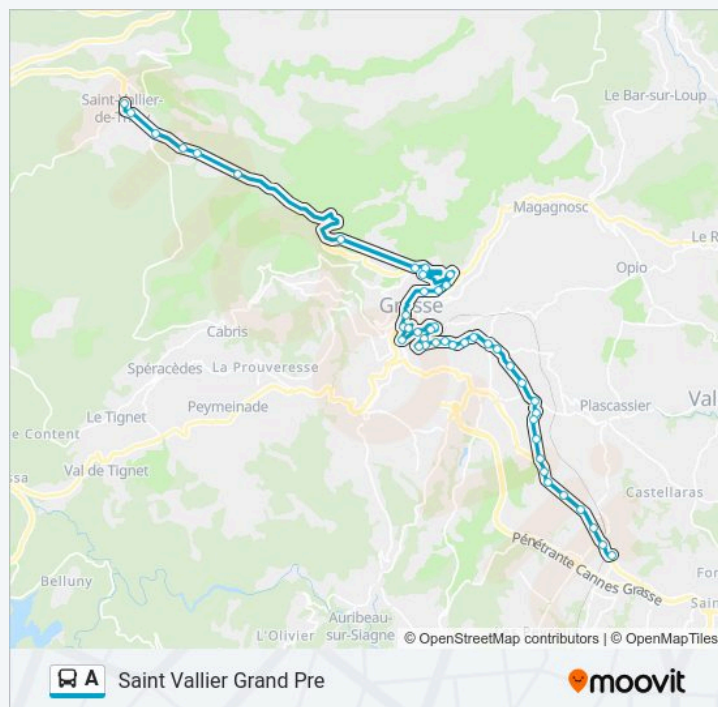 Saint-Vallier-
de-
Le Bar-sur-Loup
Magagnosc
Le R
Opio
Grasse
Cabris
Spéracèdes
La Prouveresse
Peymeinade
Le Tignet
Plascassier
Val
e Content
Val de Tignet
ssa
Castellaras
Pénétrante Cannes Grasse
Belluny
For
Sain
Auribeau-
sur-Siagne
L'Olivier
© OpenStreetMap contributors | © OpenMapTiles
A Saint Vallier Grand Pre moovit